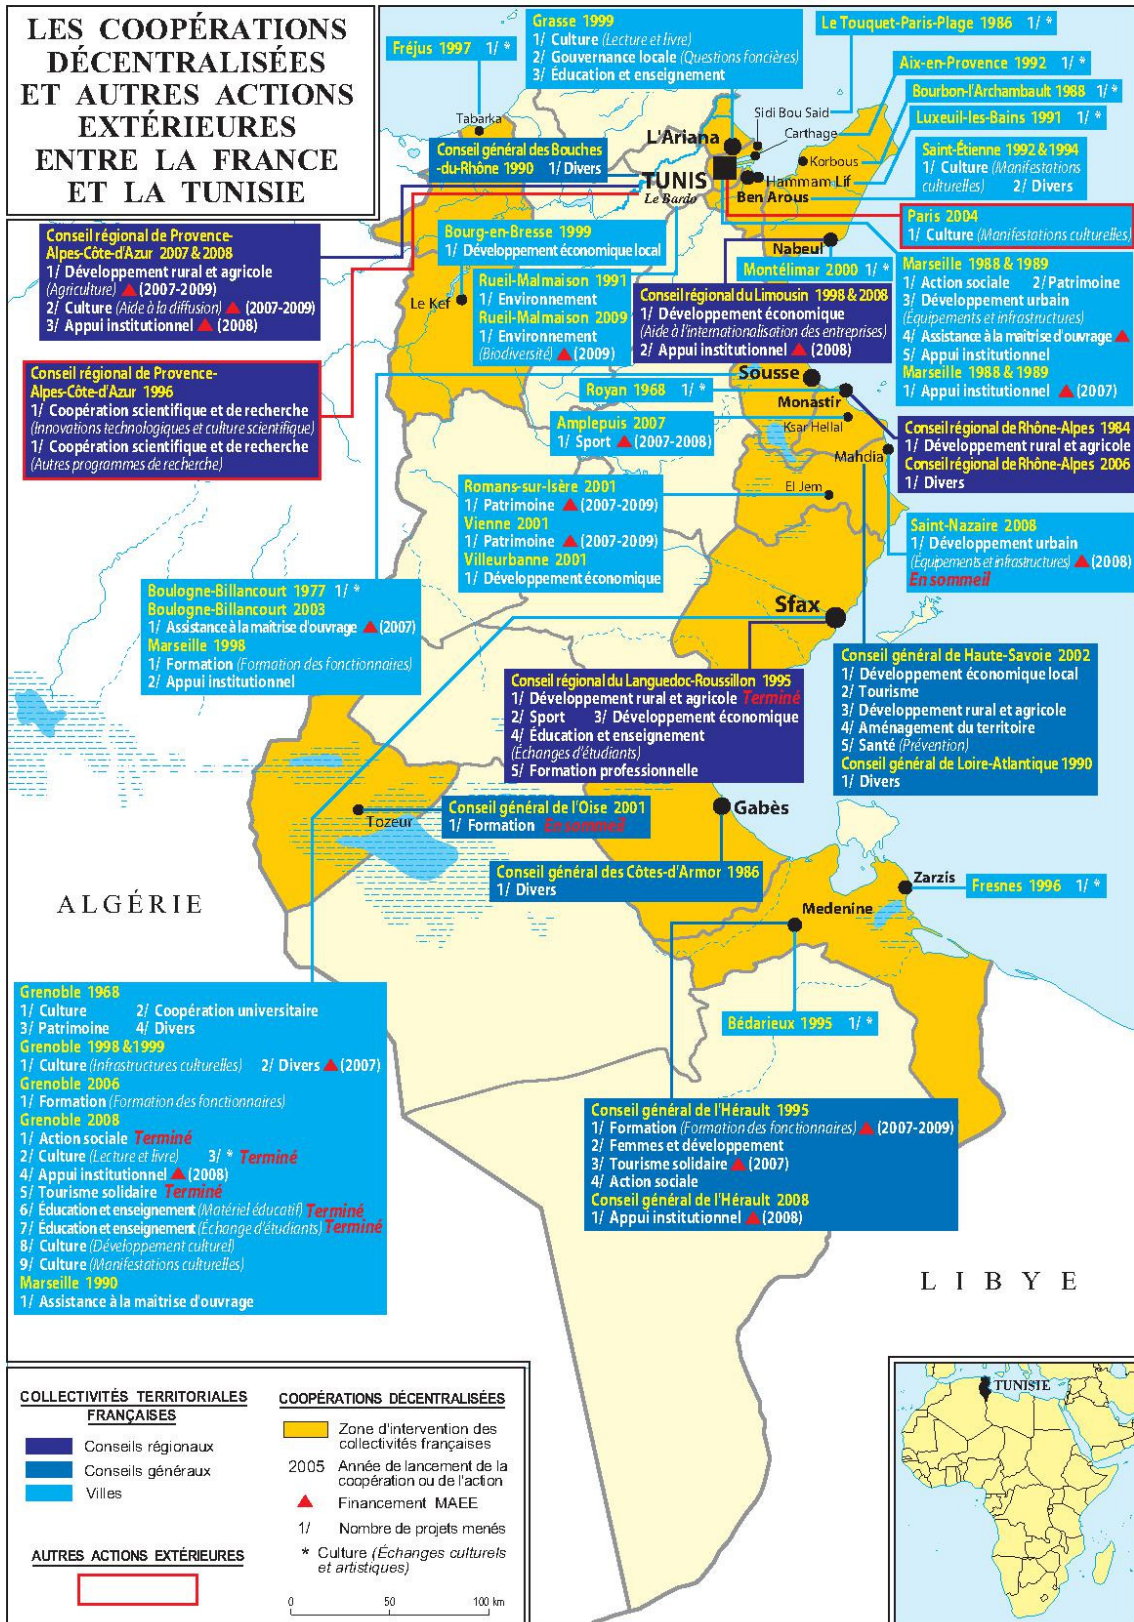 LES COOPÉRATIONS
DÉCENTRALISÉES
ET AUTRES ACTIONS
EXTÉRIEURES
ENTRE LA FRANCE
ET LA TUNISIE
Fréjus 1997 1/ *
Grasse 1999
1/ Culture (Lecture et livre)
2/ Gouvernance locale (Questions foncières)
3/ Éducation et enseignement
Le Touquet-Paris-Plage 1986 1/ *
Aix-en-Provence 1992 1/ *
Bourbon-l'Archambault 1988 1/ *
Luxeuil-les-Bains 1991 1/ *
Saint-Étienne 1992 & 1994
1/ Culture (Manifestations
culturelles) 2/ Divers
Paris 2004
1/ Culture (Manifestations culturelles)
Tabarka
L'Ariana
Sidi Bou Said
Carthage
Korbous
TUNIS
Le Bardo
Hammam Lif
Ben Arous
Nabeul
Conseil général des Bouches
-du-Rhône 1990 1/ Divers
Conseil régional de Provence-
Alpes-Côte-d'Azur 2007 & 2008
1/ Développement rural et agricole
(Agriculture) (2007-2009)
2/ Culture (Aide à la diffusion) (2007-2009)
3/ Appui institutionnel (2008)
Bourg-en-Bresse 1999
1/ Développement économique local
Rueil-Malmaison 1991
1/ Environnement
Rueil-Malmaison 2009
1/ Environnement
(Biodiversité) (2009)
Le Kef
Montélimar 2000 1/ *
Conseil régional du Limousin 1998 & 2008
1/ Développement économique
(Aide à l'internationalisation des entreprises)
2/ Appui institutionnel (2008)
Marseille 1988 & 1989
1/ Action sociale 2/ Patrimoine
3/ Développement urbain
(Équipements et infrastructures)
4/ Assistance à la maîtrise d'ouvrage
5/ Appui institutionnel
Marseille 1988 & 1989
1/ Appui institutionnel (2007)
Conseil régional de Provence-
Alpes-Côte-d'Azur 1996
1/ Coopération scientifique et de recherche
(Innovations technologiques et culture scientifique)
1/ Coopération scientifique et de recherche
(Autres programmes de recherche)
Sousse
Royan 1968 1/ *
Monastir
Ksar Hellal
Amplepuis 2007
1/ Sport (2007-2008)
Mahdia
Conseil régional de Rhône-Alpes 1984
1/ Développement rural et agricole
Conseil régional de Rhône-Alpes 2006
1/ Divers
Romans-sur-Isère 2001
1/ Patrimoine (2007-2009)
Vienne 2001
1/ Patrimoine (2007-2009)
Villeurbanne 2001
1/ Développement économique
El Jem
Saint-Nazaire 2008
1/ Développement urbain
(Équipements et infrastructures) (2008)
En sommeil
Boulogne-Billancourt 1977 1/ *
Boulogne-Billancourt 2003
1/ Assistance à la maîtrise d'ouvrage (2007)
Marseille 1998
1/ Formation (Formation des fonctionnaires)
2/ Appui institutionnel
Sfax
Conseil régional du Languedoc-Roussillon 1995
1/ Développement rural et agricole Terminé
2/ Sport 3/ Développement économique
4/ Éducation et enseignement
(Échanges d'étudiants)
5/ Formation professionnelle
Conseil général de Haute-Savoie 2002
1/ Développement économique local
2/ Tourisme
3/ Développement rural et agricole
4/ Aménagement du territoire
5/ Santé (Prévention)
Conseil général de Loire-Atlantique 1990
1/ Divers
Tozeur
Conseil général de l'Oise 2001
1/ Formation En sommeil
Gabès
Conseil général des Côtes-d'Armor 1986
1/ Divers
Zarzis
Fresnes 1996 1/ *
ALGÉRIE
Medenine
Bédarieux 1995 1/ *
Grenoble 1968
1/ Culture 2/ Coopération universitaire
3/ Patrimoine 4/ Divers
Grenoble 1998 &1999
1/ Culture (Infrastructures culturelles) 2/ Divers (2007)
Grenoble 2006
1/ Formation (Formation des fonctionnaires)
Grenoble 2008
1/ Action sociale Terminé
2/ Culture (Lecture et livre) 3/ * Terminé
4/ Appui institutionnel (2008)
5/ Tourisme solidaire Terminé
6/ Éducation et enseignement (Matériel éducatif) Terminé
7/ Éducation et enseignement (Échange d'étudiants) Terminé
8/ Culture (Développement culturel)
9/ Culture (Manifestations culturelles)
Marseille 1990
1/ Assistance à la maitrise d'ouvrage
Conseil général de l'Hérault 1995
1/ Formation (Formation des fonctionnaires) (2007-2009)
2/ Femmes et développement
3/ Tourisme solidaire (2007)
4/ Action sociale
Conseil général de l'Hérault 2008
1/ Appui institutionnel (2008)
LIBYE
COLLECTIVITÉS TERRITORIALES
FRANÇAISES
Conseils régionaux
Conseils généraux
Villes
AUTRES ACTIONS EXTÉRIEURES
COOPÉRATIONS DÉCENTRALISÉES
Zone d'intervention des
collectivités françaises
2005 Année de lancement de la
coopération ou de l'action
Financement MAEE
1/ Nombre de projets menés
* Culture (Échanges culturels
et artistiques)
0 50 100 km
TUNISIE